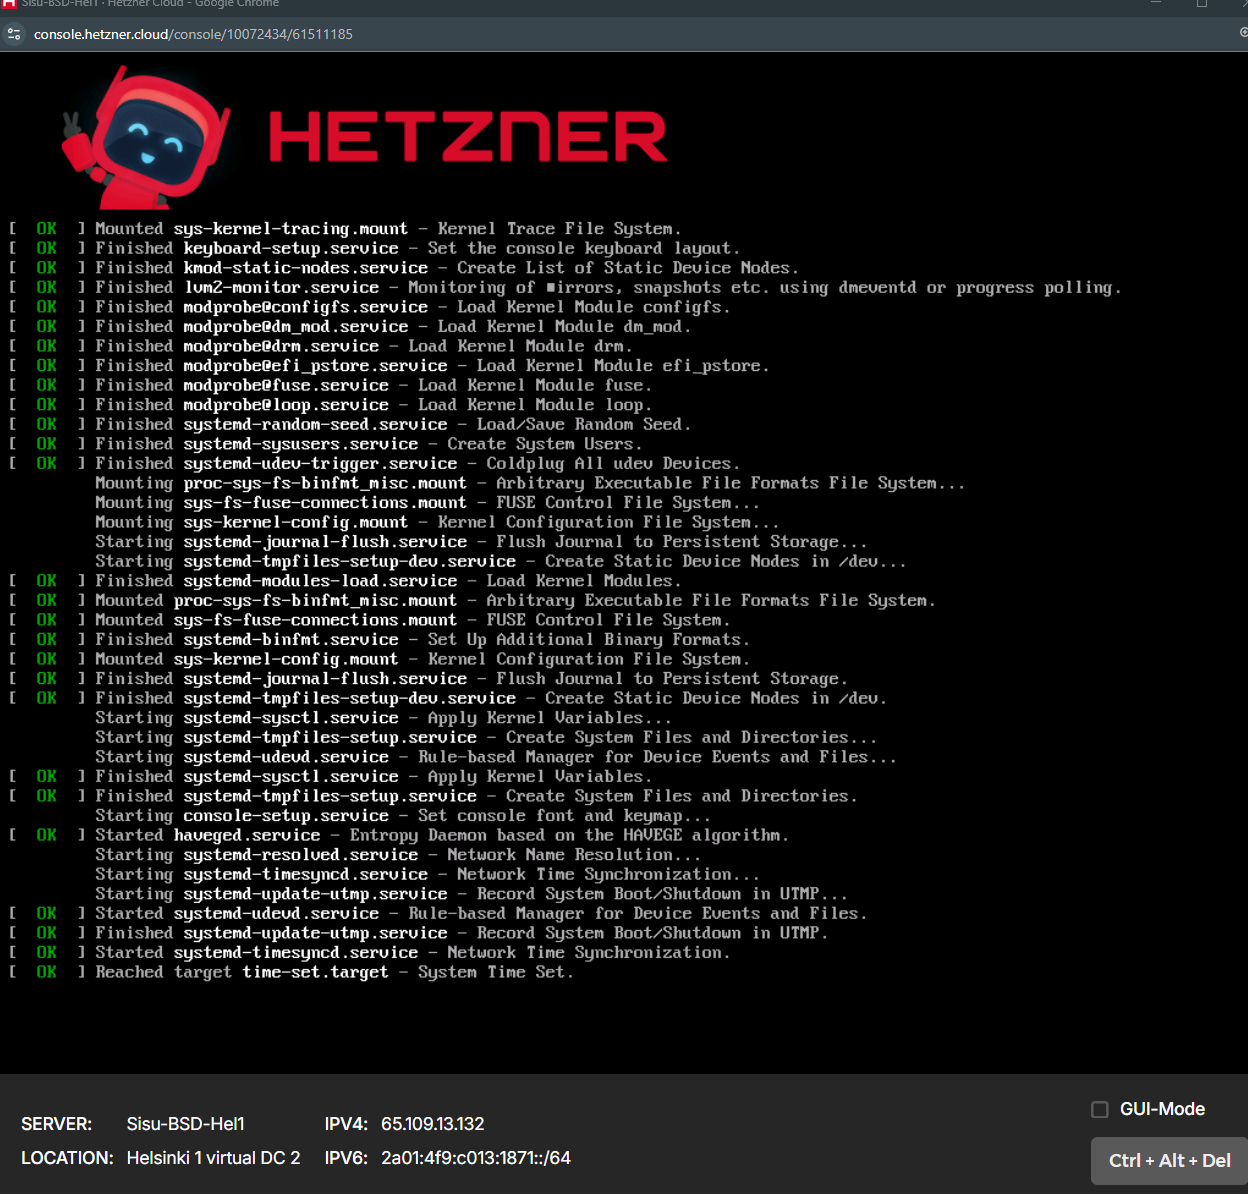 Sisu-BSD-Hel1 · Hetzner Cloud - Google Chrome
console.hetzner.cloud/console/10072434/61511185
HETZNER
[  OK  ] Mounted sys-kernel-tracing.mount - Kernel Trace File System.
[  OK  ] Finished keyboard-setup.service - Set the console keyboard layout.
[  OK  ] Finished kmod-static-nodes.service - Create List of Static Device Nodes.
[  OK  ] Finished lvm2-monitor.service - Monitoring of ■irrors, snapshots etc. using dmeventd or progress polling.
[  OK  ] Finished modprobe@configfs.service - Load Kernel Module configfs.
[  OK  ] Finished modprobe@dm_mod.service - Load Kernel Module dm_mod.
[  OK  ] Finished modprobe@drm.service - Load Kernel Module drm.
[  OK  ] Finished modprobe@efi_pstore.service - Load Kernel Module efi_pstore.
[  OK  ] Finished modprobe@fuse.service - Load Kernel Module fuse.
[  OK  ] Finished modprobe@loop.service - Load Kernel Module loop.
[  OK  ] Finished systemd-random-seed.service - Load/Save Random Seed.
[  OK  ] Finished systemd-sysusers.service - Create System Users.
[  OK  ] Finished systemd-udev-trigger.service - Coldplug All udev Devices.
Mounting proc-sys-fs-binfmt_misc.mount - Arbitrary Executable File Formats File System...
Mounting sys-fs-fuse-connections.mount - FUSE Control File System...
Mounting sys-kernel-config.mount - Kernel Configuration File System...
Starting systemd-journal-flush.service - Flush Journal to Persistent Storage...
Starting systemd-tmpfiles-setup-dev.service - Create Static Device Nodes in /dev...
[  OK  ] Finished systemd-modules-load.service - Load Kernel Modules.
[  OK  ] Mounted proc-sys-fs-binfmt_misc.mount - Arbitrary Executable File Formats File System.
[  OK  ] Mounted sys-fs-fuse-connections.mount - FUSE Control File System.
[  OK  ] Finished systemd-binfmt.service - Set Up Additional Binary Formats.
[  OK  ] Mounted sys-kernel-config.mount - Kernel Configuration File System.
[  OK  ] Finished systemd-journal-flush.service - Flush Journal to Persistent Storage.
[  OK  ] Finished systemd-tmpfiles-setup-dev.service - Create Static Device Nodes in /dev.
Starting systemd-sysctl.service - Apply Kernel Variables...
Starting systemd-tmpfiles-setup.service - Create System Files and Directories...
Starting systemd-udevd.service - Rule-based Manager for Device Events and Files...
[  OK  ] Finished systemd-sysctl.service - Apply Kernel Variables.
[  OK  ] Finished systemd-tmpfiles-setup.service - Create System Files and Directories.
Starting console-setup.service - Set console font and keymap...
[  OK  ] Started haveged.service - Entropy Daemon based on the HAVEGE algorithm.
Starting systemd-resolved.service - Network Name Resolution...
Starting systemd-timesyncd.service - Network Time Synchronization...
Starting systemd-update-utmp.service - Record System Boot/Shutdown in UTMP...
[  OK  ] Started systemd-udevd.service - Rule-based Manager for Device Events and Files.
[  OK  ] Finished systemd-update-utmp.service - Record System Boot/Shutdown in UTMP.
[  OK  ] Started systemd-timesyncd.service - Network Time Synchronization.
[  OK  ] Reached target time-set.target - System Time Set.
GUI-Mode
SERVER: Sisu-BSD-Hel1 IPV4: 65.109.13.132
LOCATION: Helsinki 1 virtual DC 2 IPV6: 2a01:4f9:c013:1871::/64
Ctrl + Alt + Del